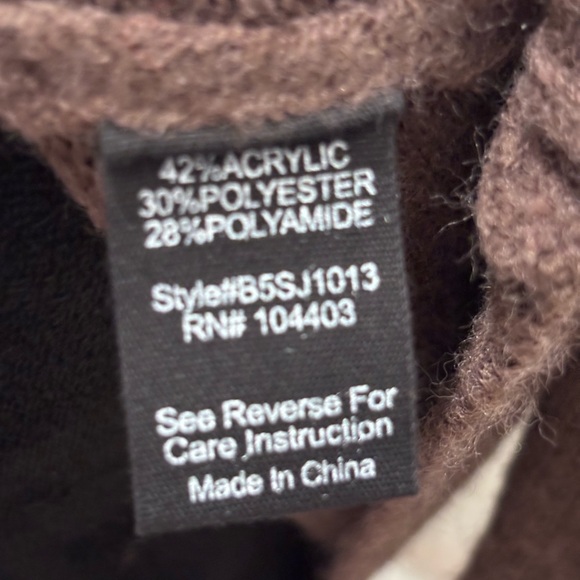 42%ACRYLIC
30%POLYESTER
28%POLYAMIDE
Style#B5SJ1013
RN# 104403
See Reverse For
Care Instruction
Made In China